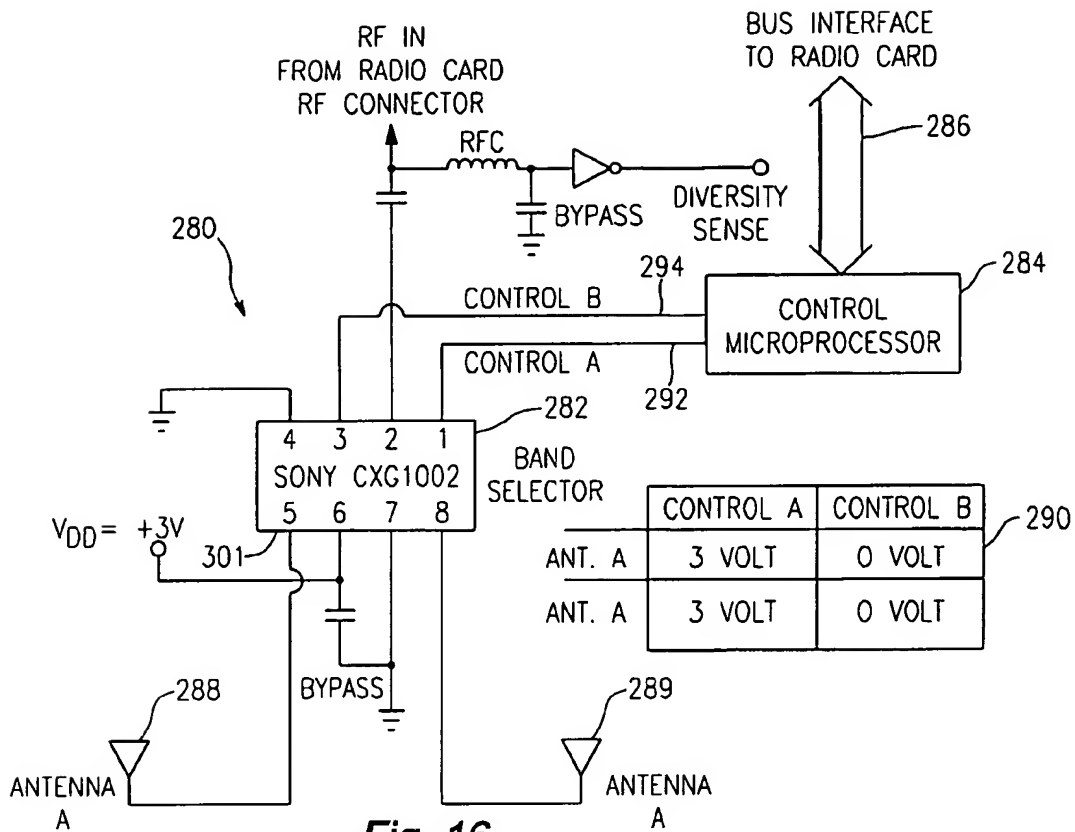 RF IN
FROM RADIO CARD
RF CONNECTOR
BUS INTERFACE
TO RADIO CARD
286
RFC
BYPASS
DIVERSITY
SENSE
280
294
284
CONTROL B
CONTROL
MICROPROCESSOR
CONTROL A
292
282
4 3 2 1
SONY CXG1002
5 6 7 8
BAND
SELECTOR
VDD= +3V
301
CONTROL A CONTROL B
290
ANT. A 3 VOLT 0 VOLT
ANT. A 3 VOLT 0 VOLT
BYPASS
288
289
ANTENNA
A
ANTENNA
A
Fig. 16